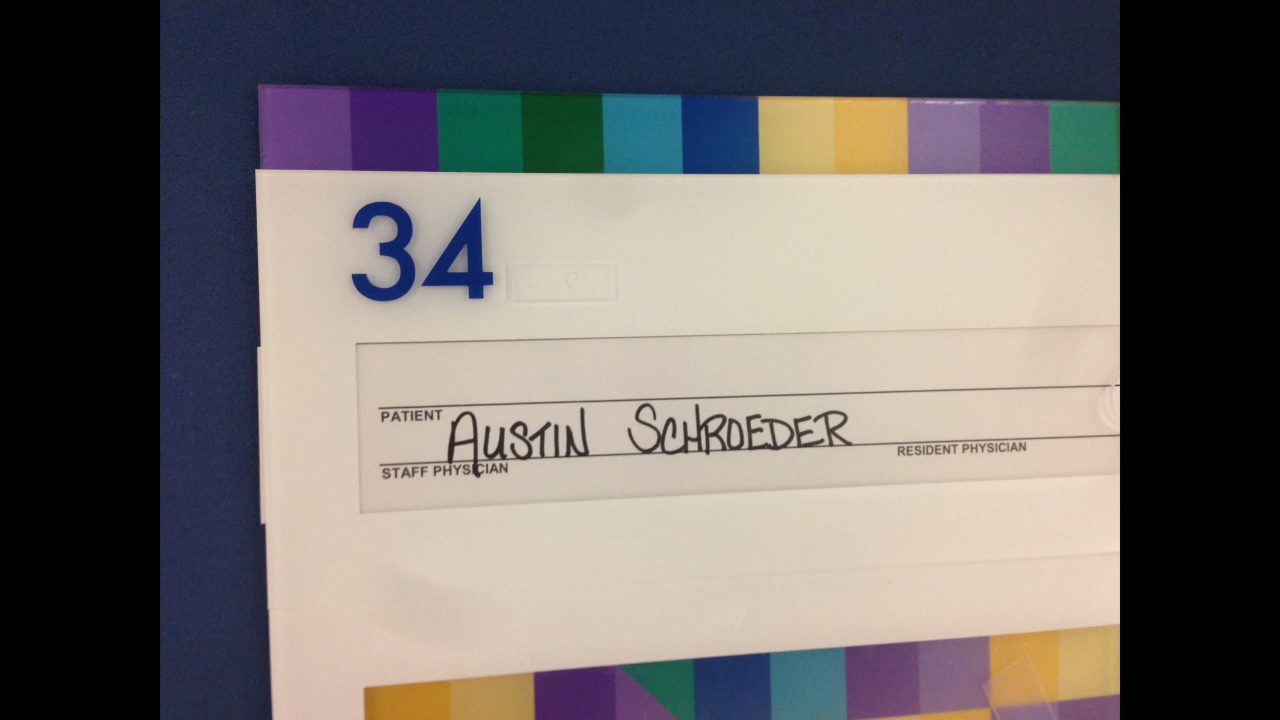 34
PATIENT AUSTIN SCHROEDER
STAFF PHYSICIAN RESIDENT PHYSICIAN